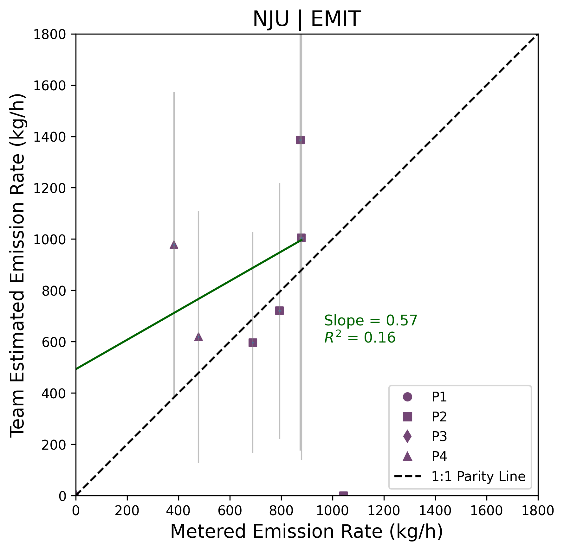 NJU | EMIT
Team Estimated Emission Rate (kg/h)
1800
1600
1400
1200
1000
800
600
400
200
0
Slope = 0.57
R² = 0.16
P1
P2
P3
P4
1:1 Parity Line
0 200 400 600 800 1000 1200 1400 1600 1800
Metered Emission Rate (kg/h)